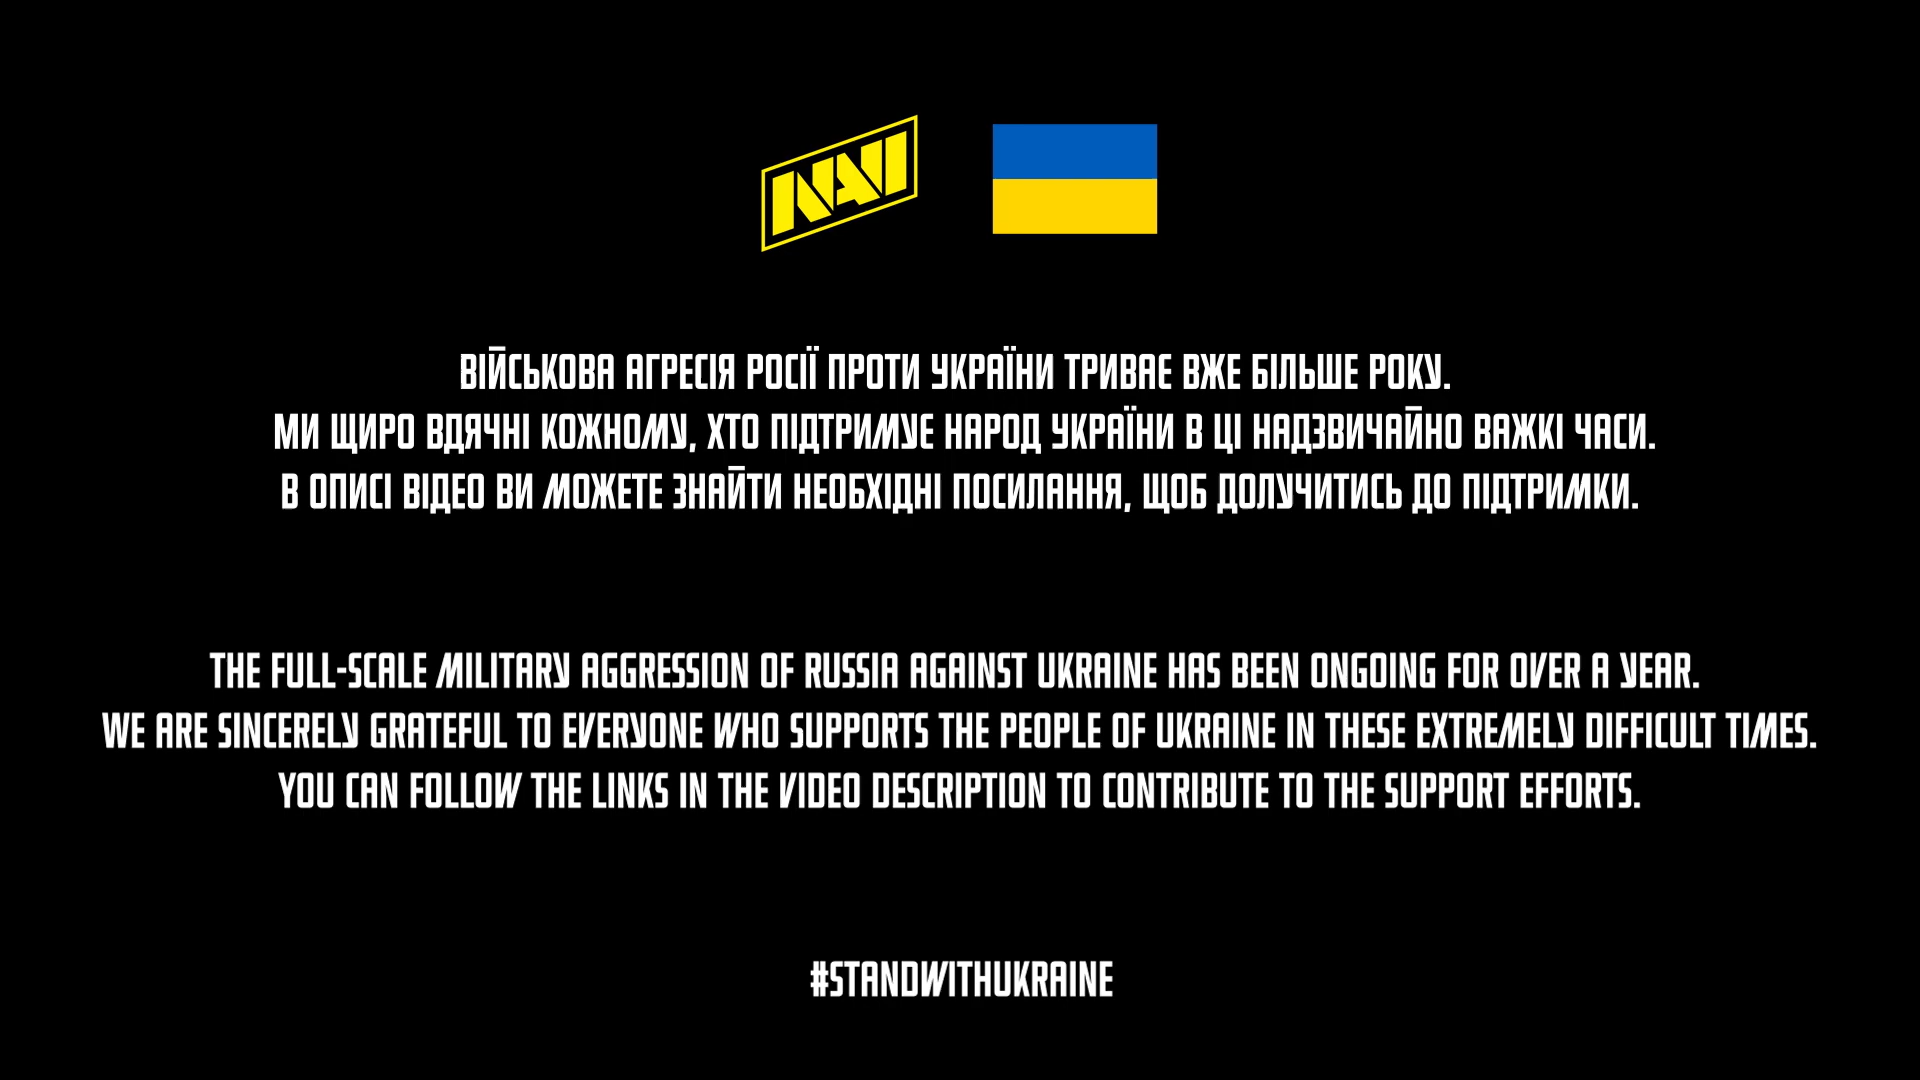 NAVI
ВІЙСЬКОВА АГРЕСІЯ РОСІЇ ПРОТИ УКРАЇНИ ТРИВАЄ ВЖЕ БІЛЬШЕ РОКУ.
МИ ЩИРО ВДЯЧНІ КОЖНОМУ, ХТО ПІДТРИМУЄ НАРОД УКРАЇНИ В ЦІ НАДЗВИЧАЙНО ВАЖКІ ЧАСИ.
В ОПИСІ ВІДЕО ВИ МОЖЕТЕ ЗНАЙТИ НЕОБХІДНІ ПОСИЛАННЯ, ЩОБ ДОЛУЧИТИСЬ ДО ПІДТРИМКИ.
THE FULL-SCALE MILITARY AGGRESSION OF RUSSIA AGAINST UKRAINE HAS BEEN ONGOING FOR OVER A YEAR.
WE ARE SINCERELY GRATEFUL TO EVERYONE WHO SUPPORTS THE PEOPLE OF UKRAINE IN THESE EXTREMELY DIFFICULT TIMES.
YOU CAN FOLLOW THE LINKS IN THE VIDEO DESCRIPTION TO CONTRIBUTE TO THE SUPPORT EFFORTS.
#STANDWITHUKRAINE